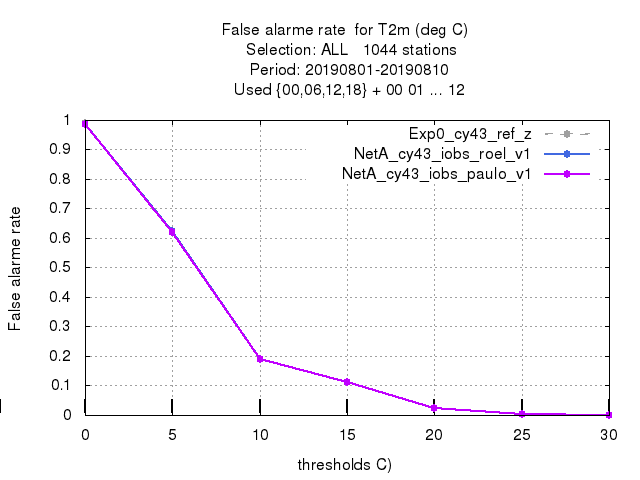 False alarme rate  for T2m (deg C)
Selection: ALL   1044 stations
Period: 20190801-20190810
Used {00,06,12,18} + 00 01 ... 12
Exp0_cy43_ref_z
NetA_cy43_iobs_roel_v1
NetA_cy43_iobs_paulo_v1
False alarme rate
1
0.9
0.8
0.7
0.6
0.5
0.4
0.3
0.2
0.1
0
0 5 10 15 20 25 30
thresholds C)